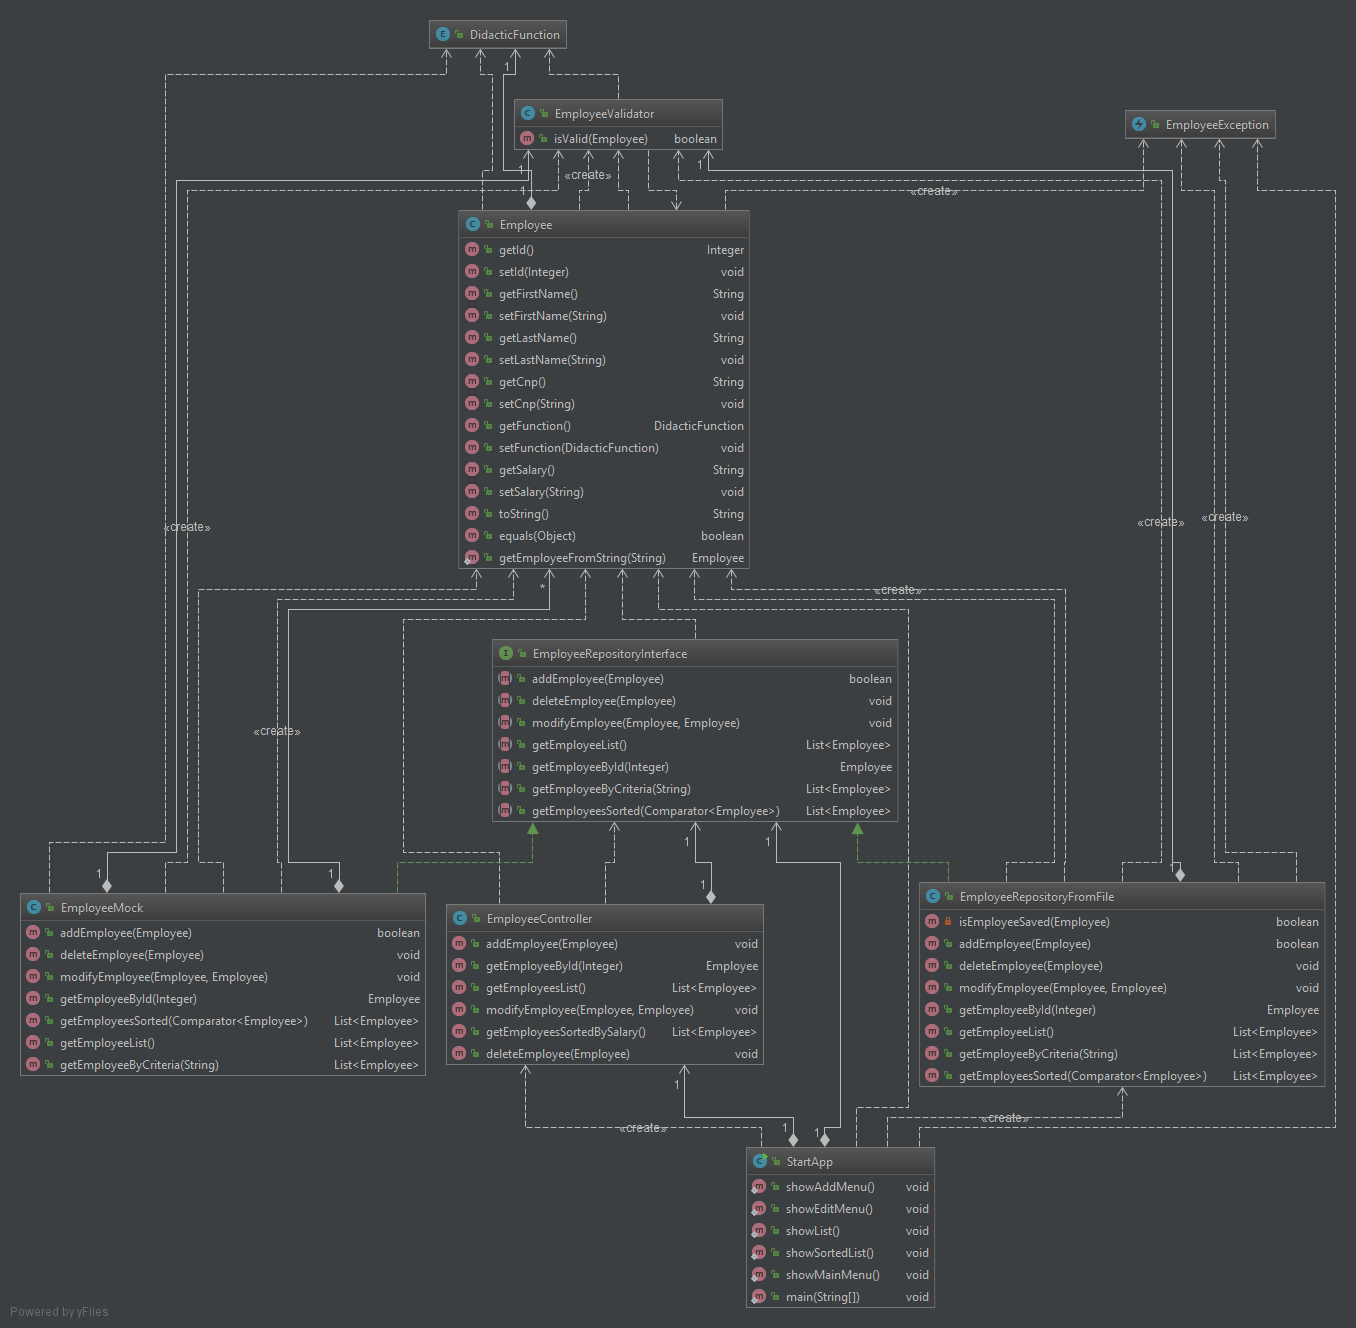 DidacticFunction
1
EmployeeValidator
isValid(Employee) boolean
EmployeeException
1
1
«create»
1
«create»
Employee
getId() Integer
setId(Integer) void
getFirstName() String
setFirstName(String) void
getLastName() String
setLastName(String) void
getCnp() String
setCnp(String) void
getFunction() DidacticFunction
setFunction(DidacticFunction) void
getSalary() String
setSalary(String) void
toString() String
equals(Object) boolean
getEmployeeFromString(String) Employee
«create»
«create»
«create»
*
«create»
«create»
EmployeeRepositoryInterface
addEmployee(Employee) boolean
deleteEmployee(Employee) void
modifyEmployee(Employee, Employee) void
getEmployeeList() List<Employee>
getEmployeeById(Integer) Employee
getEmployeeByCriteria(String) List<Employee>
getEmployeesSorted(Comparator<Employee>) List<Employee>
1
1
1
1
1
1
EmployeeMock
addEmployee(Employee) boolean
deleteEmployee(Employee) void
modifyEmployee(Employee, Employee) void
getEmployeeById(Integer) Employee
getEmployeesSorted(Comparator<Employee>) List<Employee>
getEmployeeList() List<Employee>
getEmployeeByCriteria(String) List<Employee>
EmployeeController
addEmployee(Employee) void
getEmployeeById(Integer) Employee
getEmployeesList() List<Employee>
modifyEmployee(Employee, Employee) void
getEmployeesSortedBySalary() List<Employee>
deleteEmployee(Employee) void
EmployeeRepositoryFromFile
isEmployeeSaved(Employee) boolean
addEmployee(Employee) boolean
deleteEmployee(Employee) void
modifyEmployee(Employee, Employee) void
getEmployeeById(Integer) Employee
getEmployeeList() List<Employee>
getEmployeeByCriteria(String) List<Employee>
getEmployeesSorted(Comparator<Employee>) List<Employee>
1
«create»
1
1
«create»
StartApp
showAddMenu() void
showEditMenu() void
showList() void
showSortedList() void
showMainMenu() void
main(String[]) void
Powered by yFiles